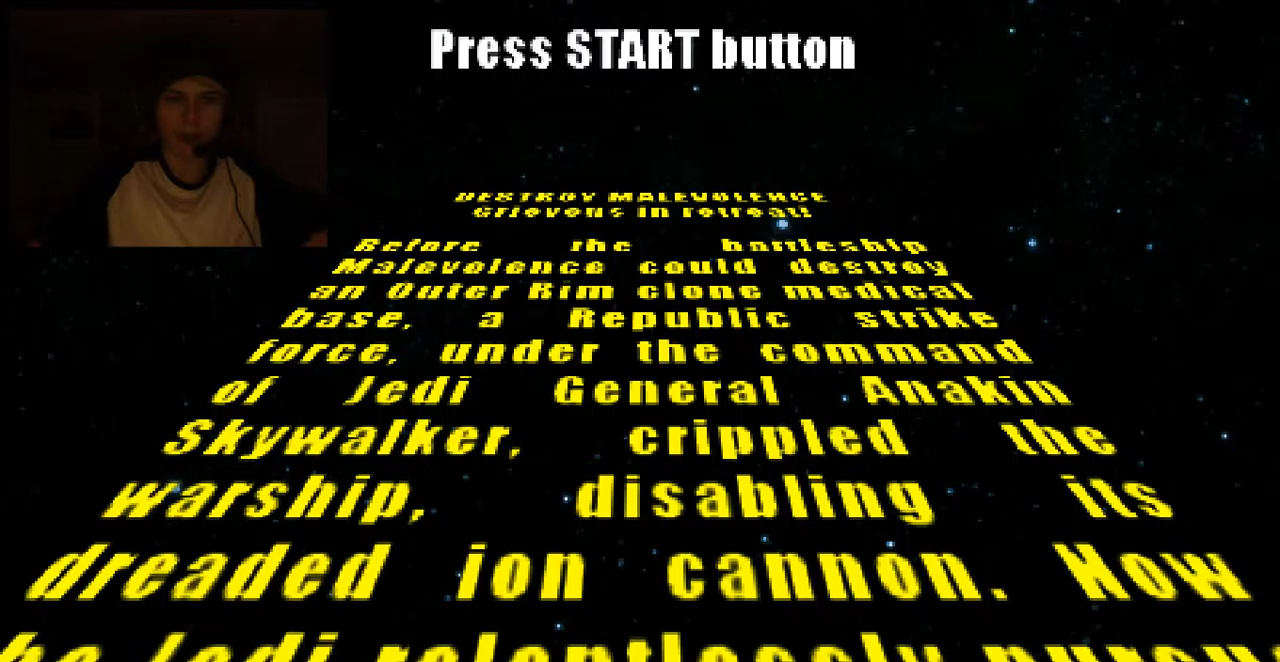 Press START button
DESTROY MALEVOLENCE
Grievous in retreat!
Before the battleship
Malevolence could destroy
an Outer Rim clone medical
base, a Republic strike
force, under the command
of Jedi General Anakin
Skywalker, crippled the
warship, disabling its
dreaded ion cannon. Now
Jedi relentlessly